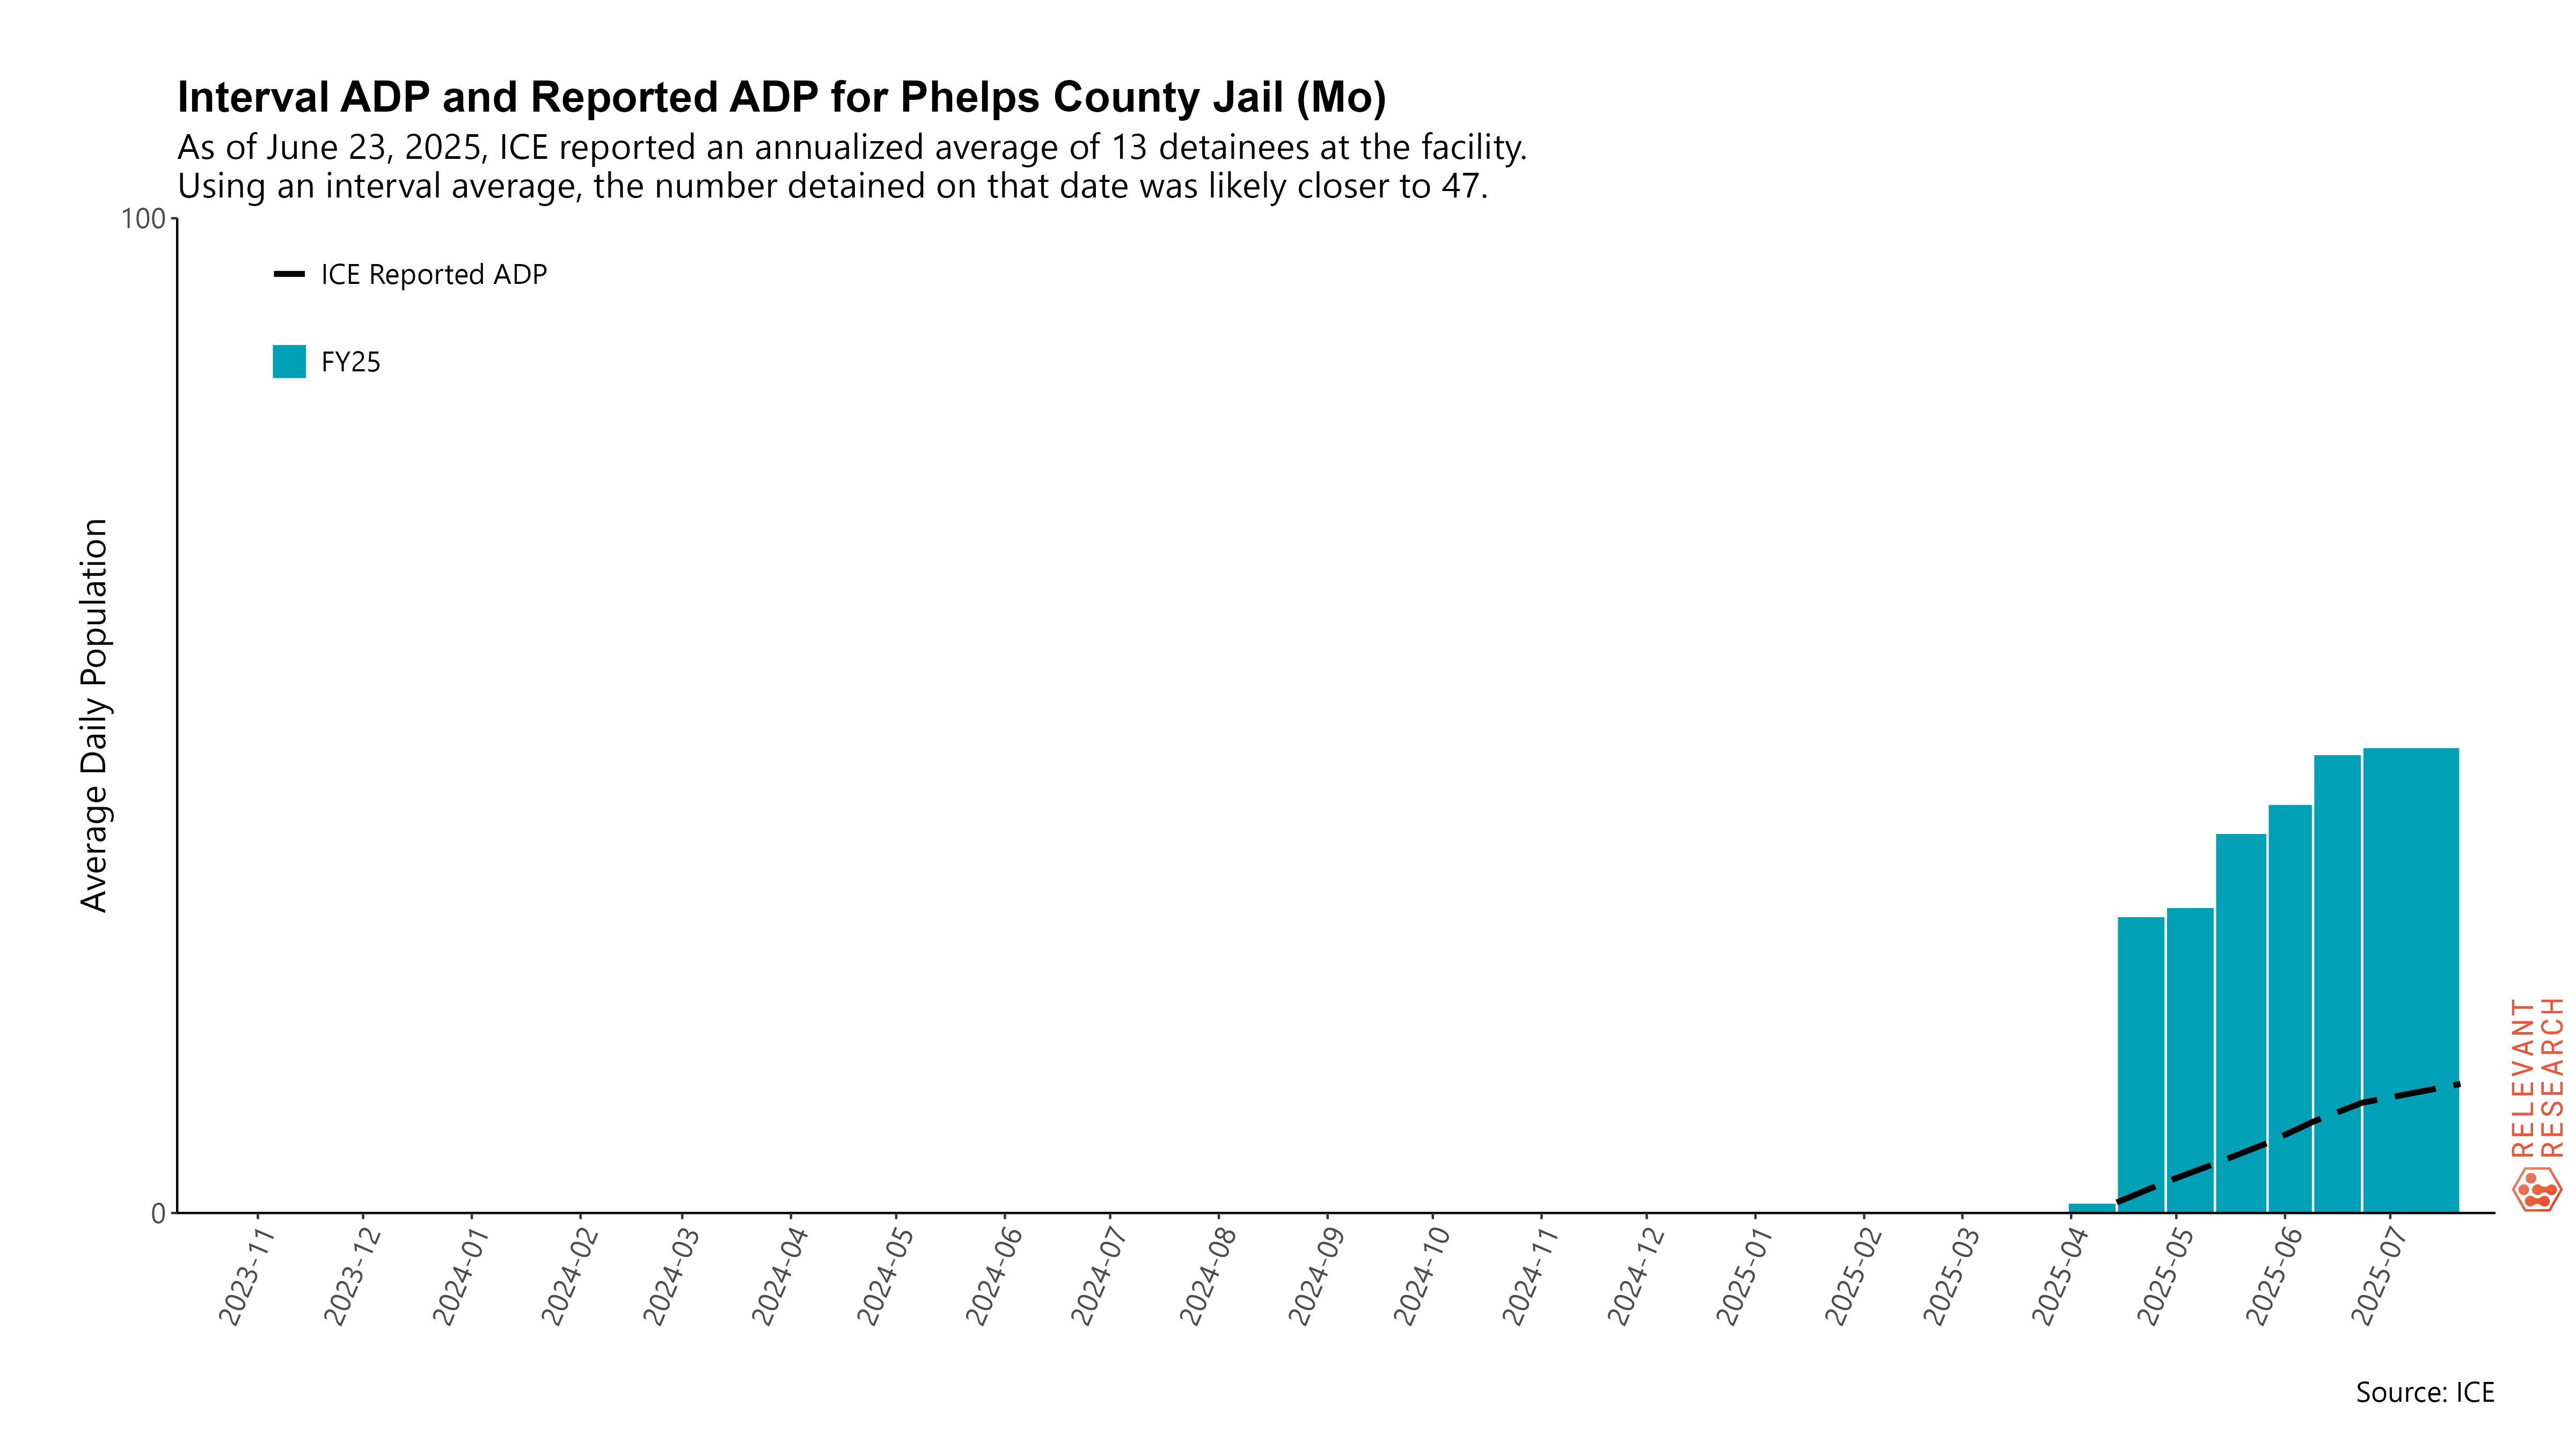 Interval ADP and Reported ADP for Phelps County Jail (Mo)
As of June 23, 2025, ICE reported an annualized average of 13 detainees at the facility.
Using an interval average, the number detained on that date was likely closer to 47.
100
ICE Reported ADP
FY25
Average Daily Population
0
2023-11
2023-12
2024-01
2024-02
2024-03
2024-04
2024-05
2024-06
2024-07
2024-08
2024-09
2024-10
2024-11
2024-12
2025-01
2025-02
2025-03
2025-04
2025-05
2025-06
2025-07
RELEVANT
RESEARCH
Source: ICE